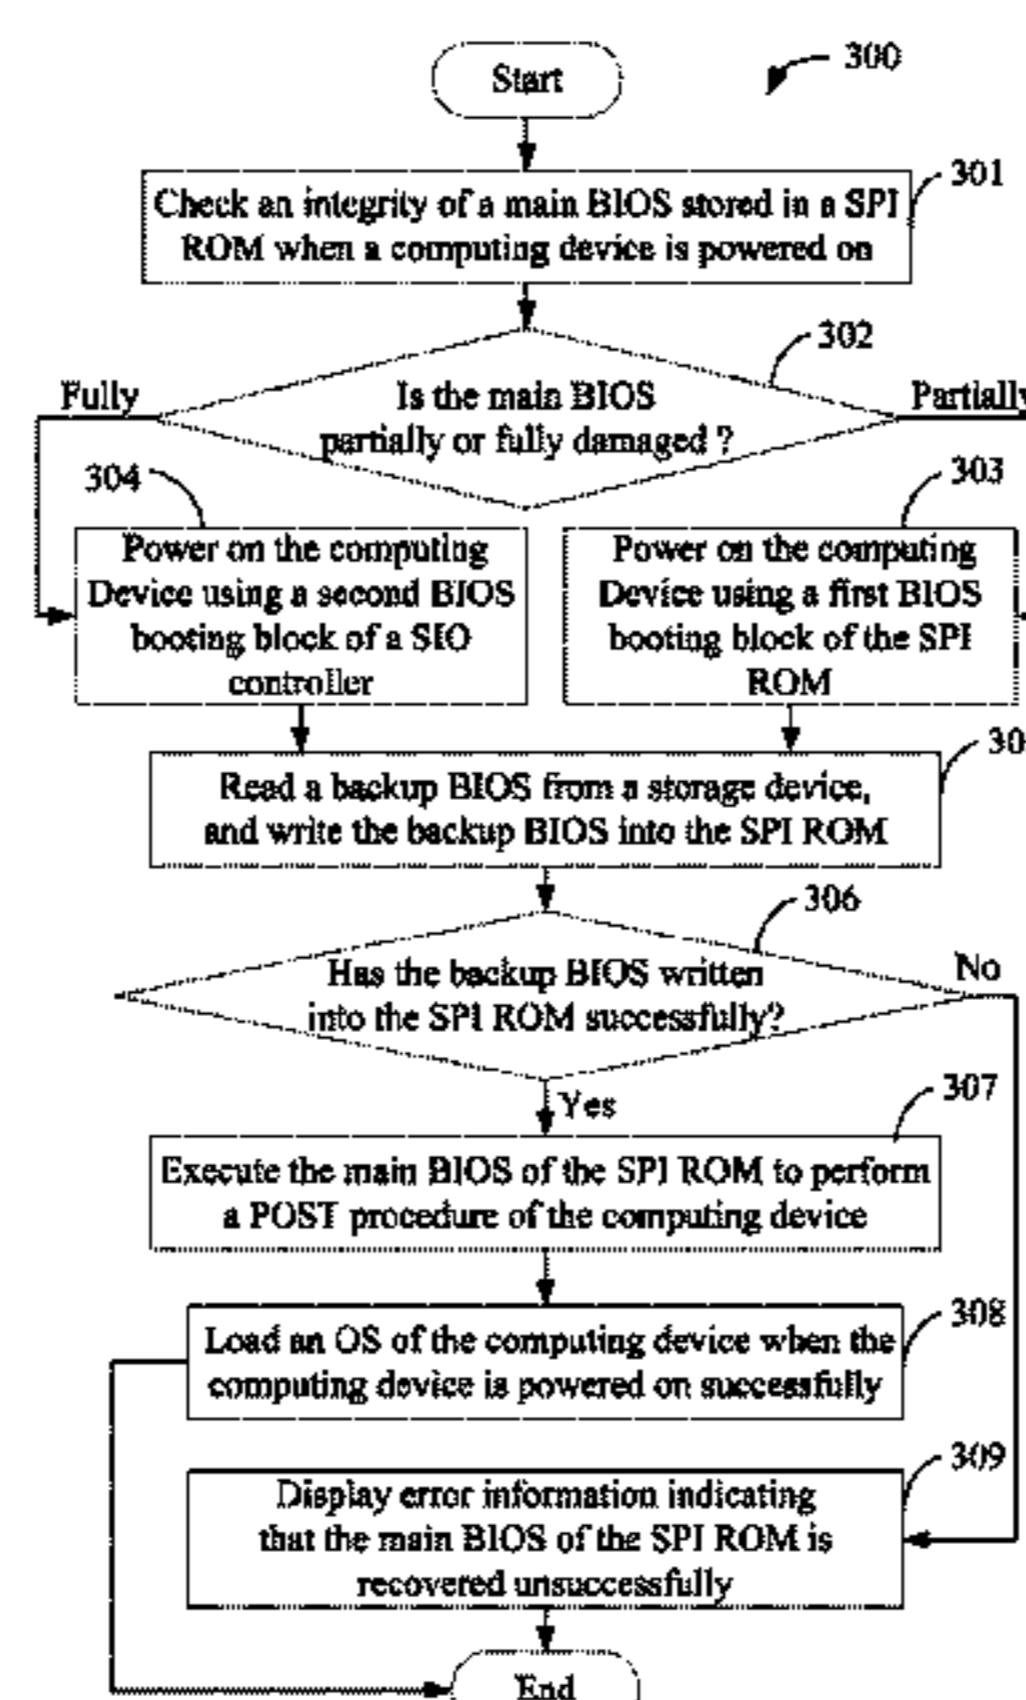 Start
300
301
Check an integrity of a main BIOS stored in a SPI
ROM when a computing device is powered on
302
Fully
Is the main BIOS
partially or fully damaged ?
Partially
304
303
Power on the computing
Device using a second BIOS
booting block of a SIO
controller
Power on the computing
Device using a first BIOS
booting block of the SPI
ROM
30
Read a backup BIOS from a storage device,
and write the backup BIOS into the SPI ROM
306
Has the backup BIOS written
into the SPI ROM successfully?
No
Yes
307
Execute the main BIOS of the SPI ROM to perform
a POST procedure of the computing device
308
Load an OS of the computing device when the
computing device is powered on successfully
309
Display error information indicating
that the main BIOS of the SPI ROM is
recovered unsuccessfully
End